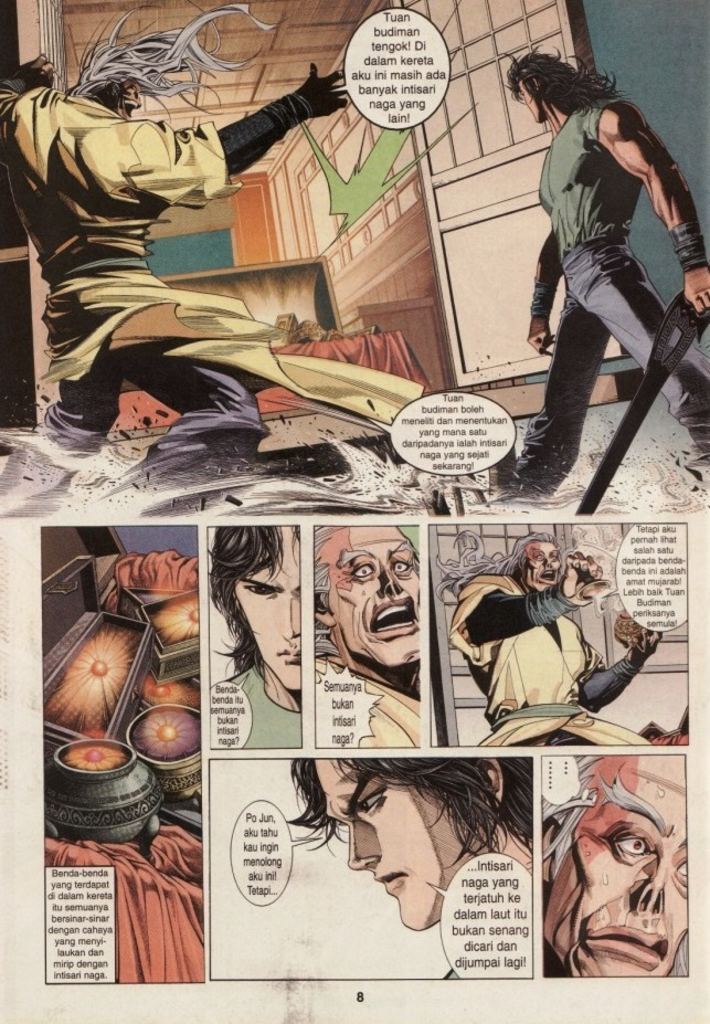 Tuan
budiman
tengok! Di
dalam kereta
aku ini masih ada
banyak intisari
naga yang
lain!
Tuan
budiman boleh
meneliti dan menentukan
yang mana satu
daripadanya ialah intisari
naga yang sejati
sekarang!
Benda-benda
yang terdapat
di dalam kereta
itu semuanya
bersinar-sinar
dengan cahaya
yang menyi-
laukan dan
mirip dengan
intisari naga.
Benda-
benda itu
semuanya
bukan
intisari
naga?
Semuanya
bukan
intisari
naga?
Tetapi aku
pernah lihat
salah satu
daripada benda-
benda ini adalah
amat mujarab!
Lebih baik Tuan
Budiman
periksanya
semula!
Po Jun,
aku tahu
kau ingin
menolong
aku ini!
Tetapi...
...Intisari
naga yang
terjatuh ke
dalam laut itu
bukan senang
dicari dan
dijumpai lagi!
8